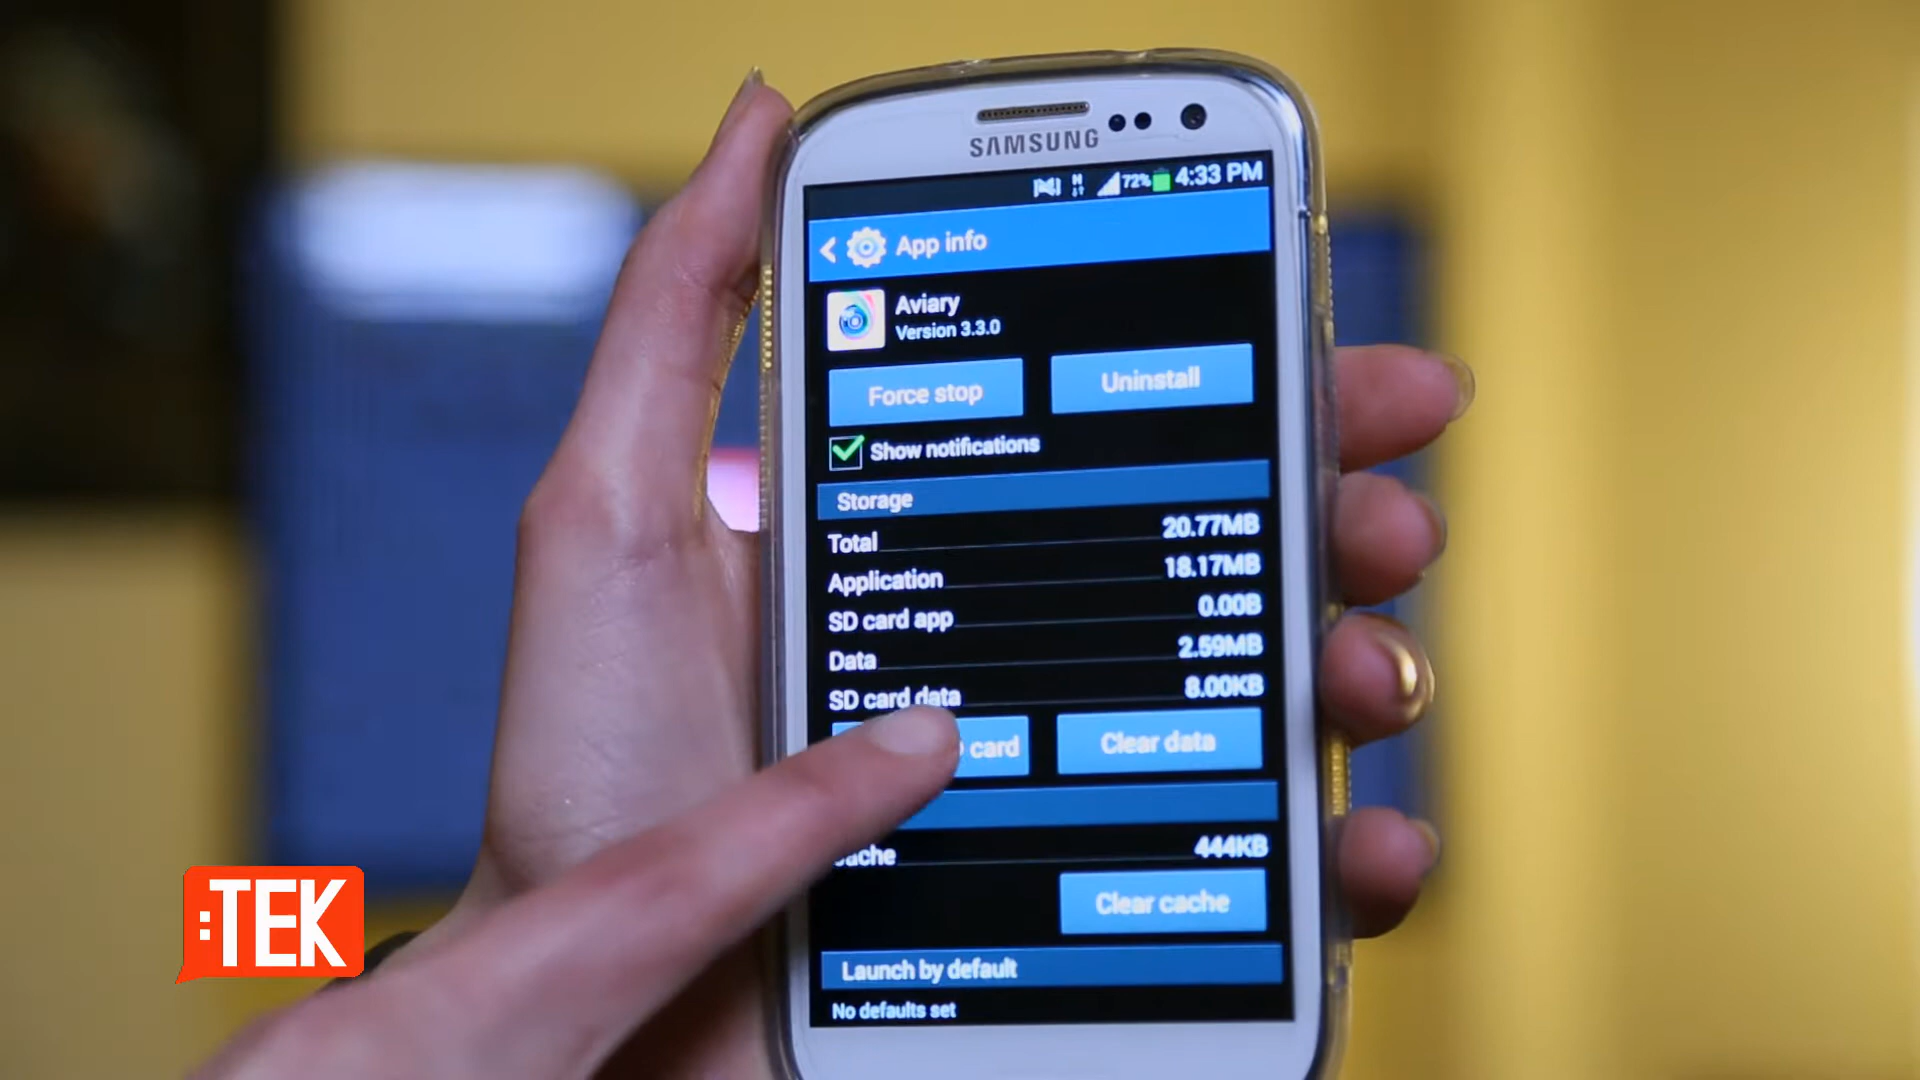 SAMSUNG
72% 4:33 PM
App info
Aviary
Version 3.3.0
Force stop
Uninstall
Show notifications
Storage
Total 20.77MB
Application 18.17MB
SD card app 0.00B
Data 2.59MB
SD card data 8.00KB
card
Clear data
444KB
Clear cache
Launch by default
No defaults set
:TEK